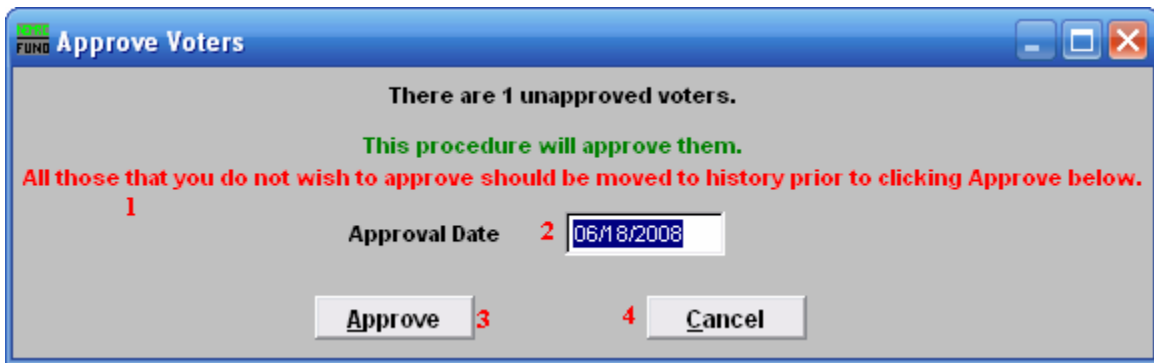 FUND Approve Voters
There are 1 unapproved voters.
This procedure will approve them.
All those that you do not wish to approve should be moved to history prior to clicking Approve below.
1
Approval Date 2 06/18/2008
Approve 3 4 Cancel